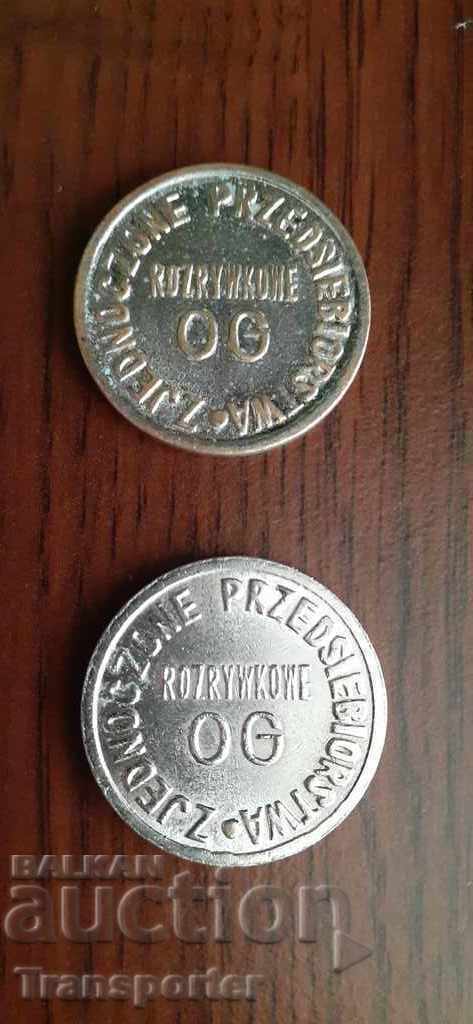 ZJEDNOCZONE PRZEDSIEBIORSTWA •
ROZRYWKOWE
OG
ZJEDNOCZONE PRZEDSIEBIORSTWA •
ROZRYWKOWE
OG
BALKAN
auction
Transporter